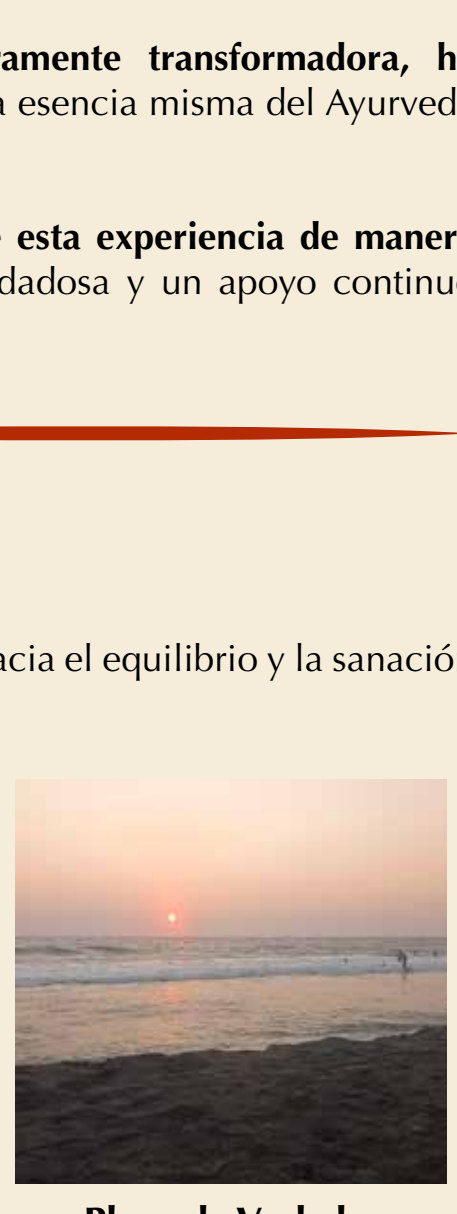 ramente transformadora, h
a esencia misma del Ayurved
e esta experiencia de maner
dadosa y un apoyo continu
acia el equilibrio y la sanació